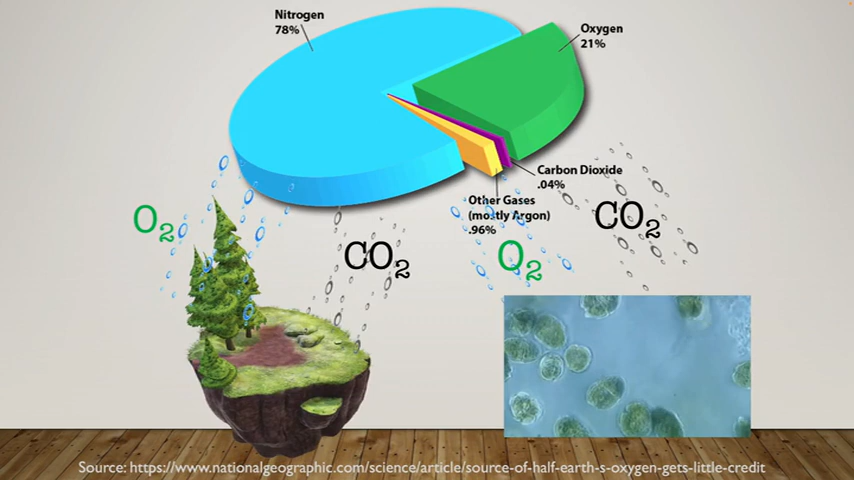 Nitrogen
78%
Oxygen
21%
Carbon Dioxide
.04%
Other Gases
(mostly Argon)
.96%
O2
CO2
O2
CO2
Source: https://www.nationalgeographic.com/science/article/source-of-half-earth-s-oxygen-gets-little-credit